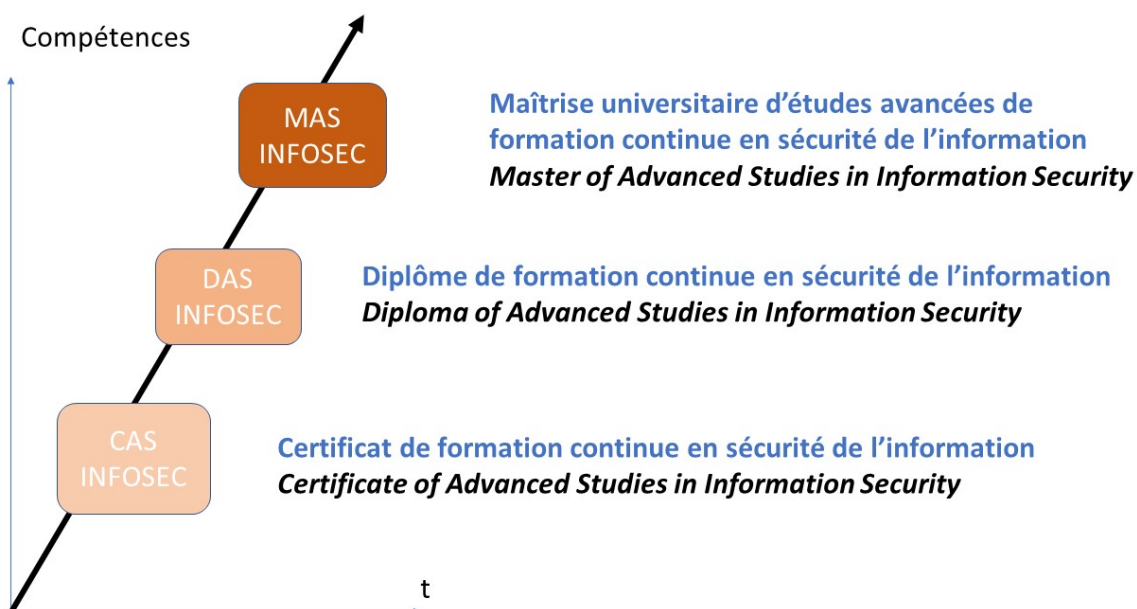 Compétences
MAS
INFOSEC
Maîtrise universitaire d’études avancées de
formation continue en sécurité de l’information
Master of Advanced Studies in Information Security
DAS
INFOSEC
Diplôme de formation continue en sécurité de l’information
Diploma of Advanced Studies in Information Security
CAS
INFOSEC
Certificat de formation continue en sécurité de l’information
Certificate of Advanced Studies in Information Security
t